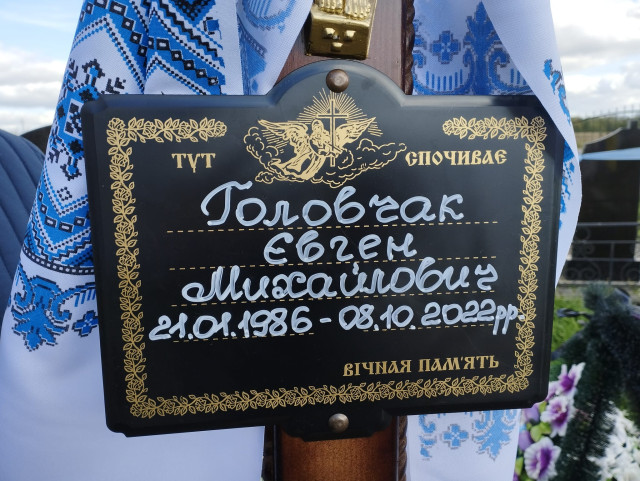 ТУТ СПОЧИВАЄ
Головчак
Євген
Михайлович
21.01.1986 - 08.10.2022рр.
ВІЧНАЯ ПАМ'ЯТЬ